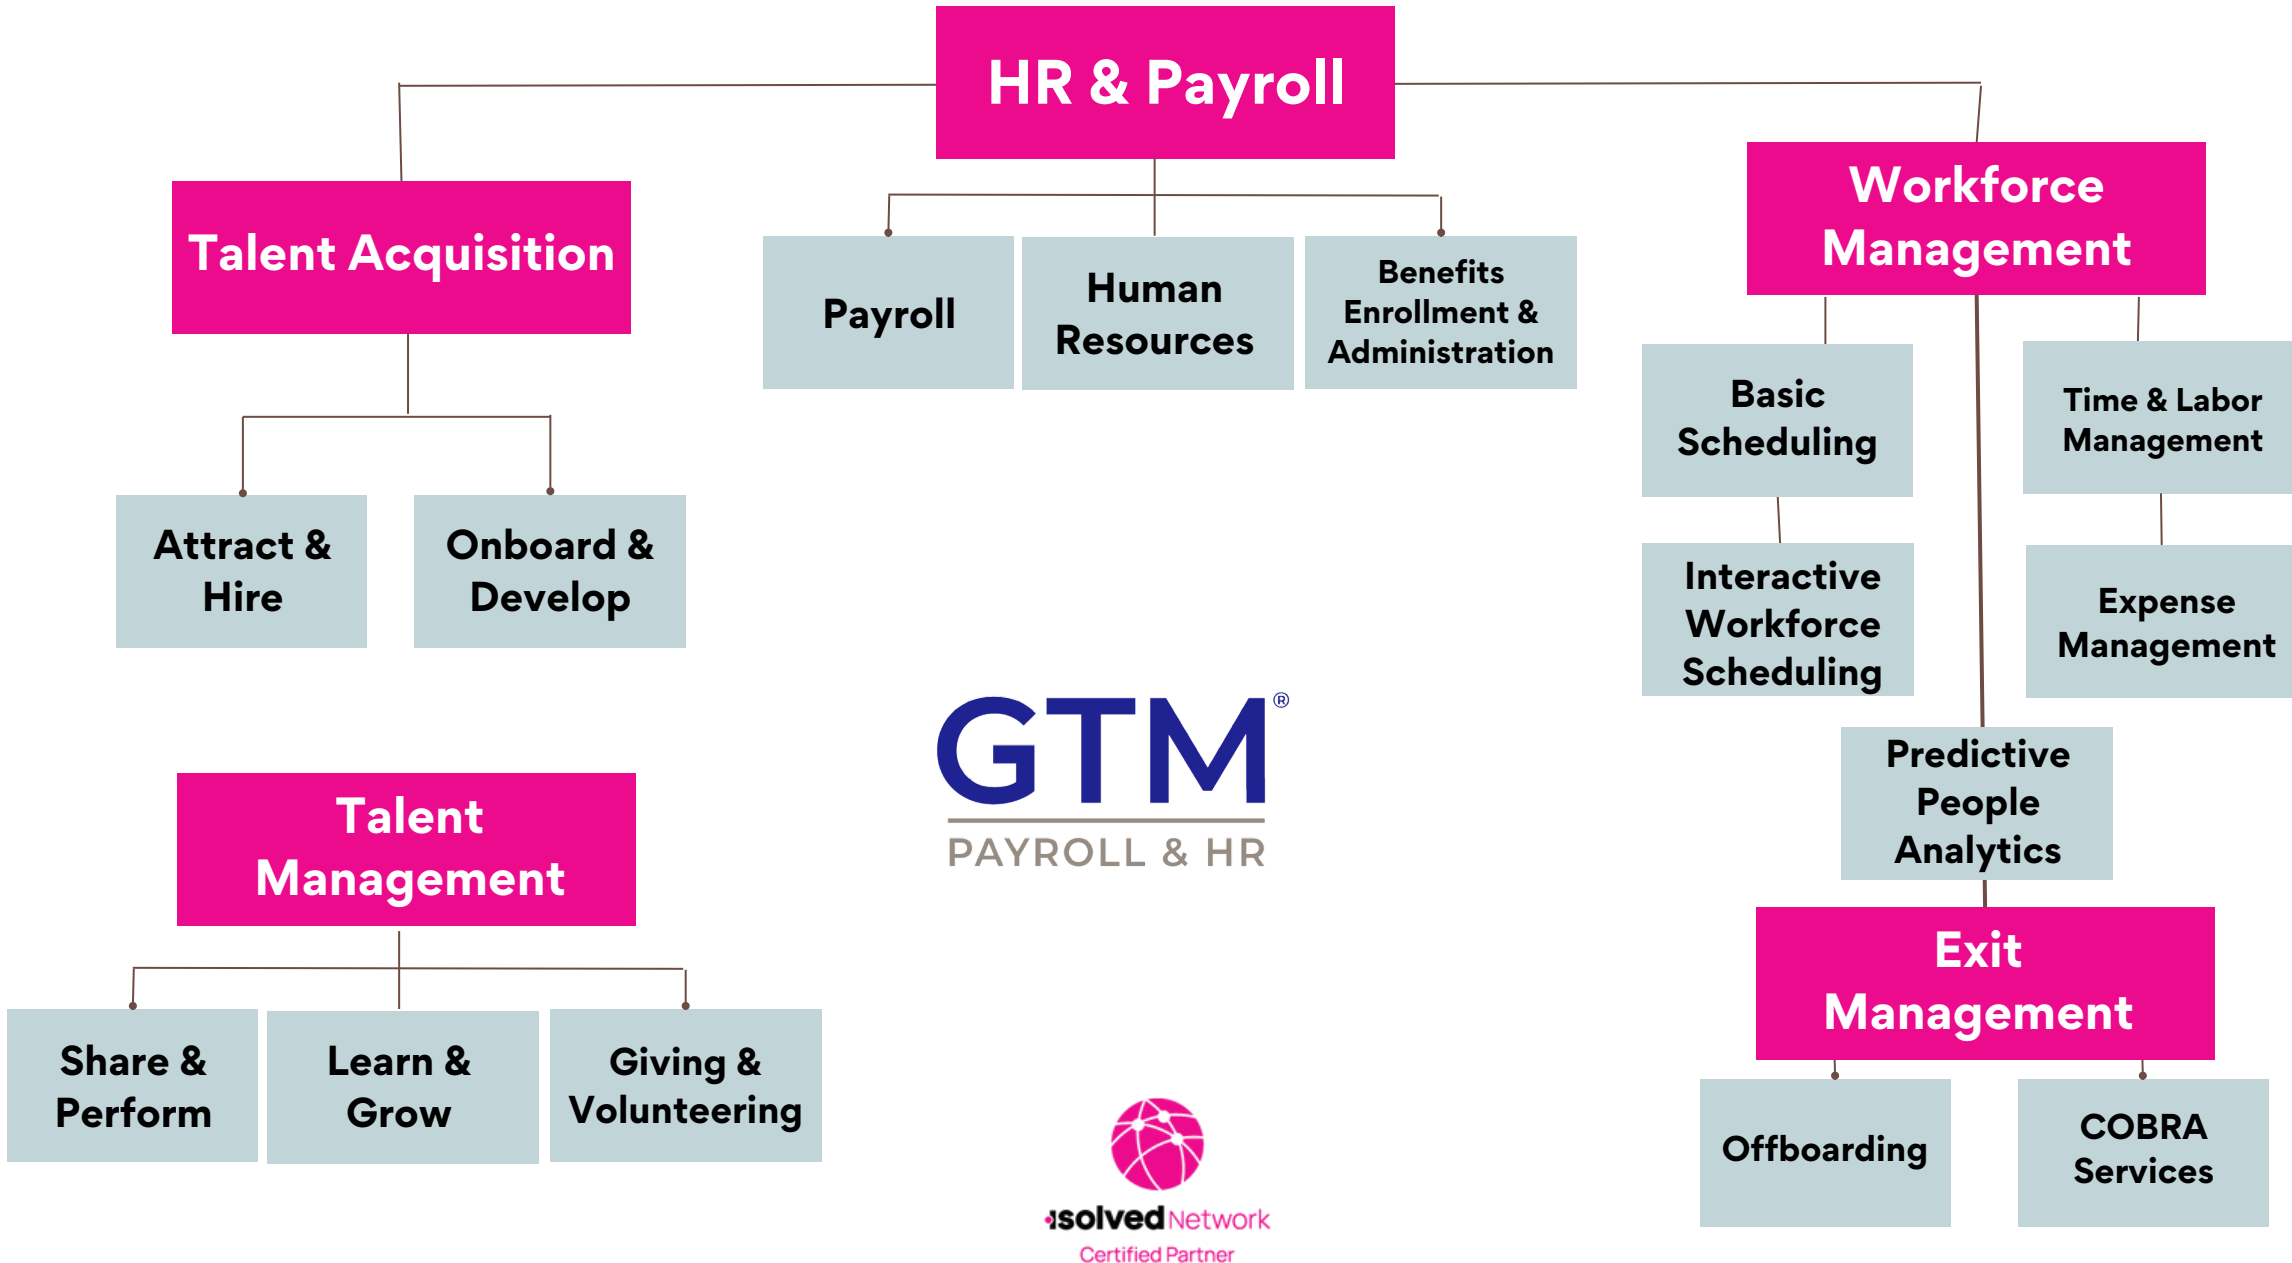 HR & Payroll
Talent Acquisition
Workforce
Management
Payroll
Human
Resources
Benefits
Enrollment &
Administration
Basic
Scheduling
Time & Labor
Management
Attract &
Hire
Onboard &
Develop
Interactive
Workforce
Scheduling
Expense
Management
GTM®
PAYROLL & HR
Predictive
People
Analytics
Talent
Management
Exit
Management
Share &
Perform
Learn &
Grow
Giving &
Volunteering
Offboarding
COBRA
Services
isolved Network
Certified Partner